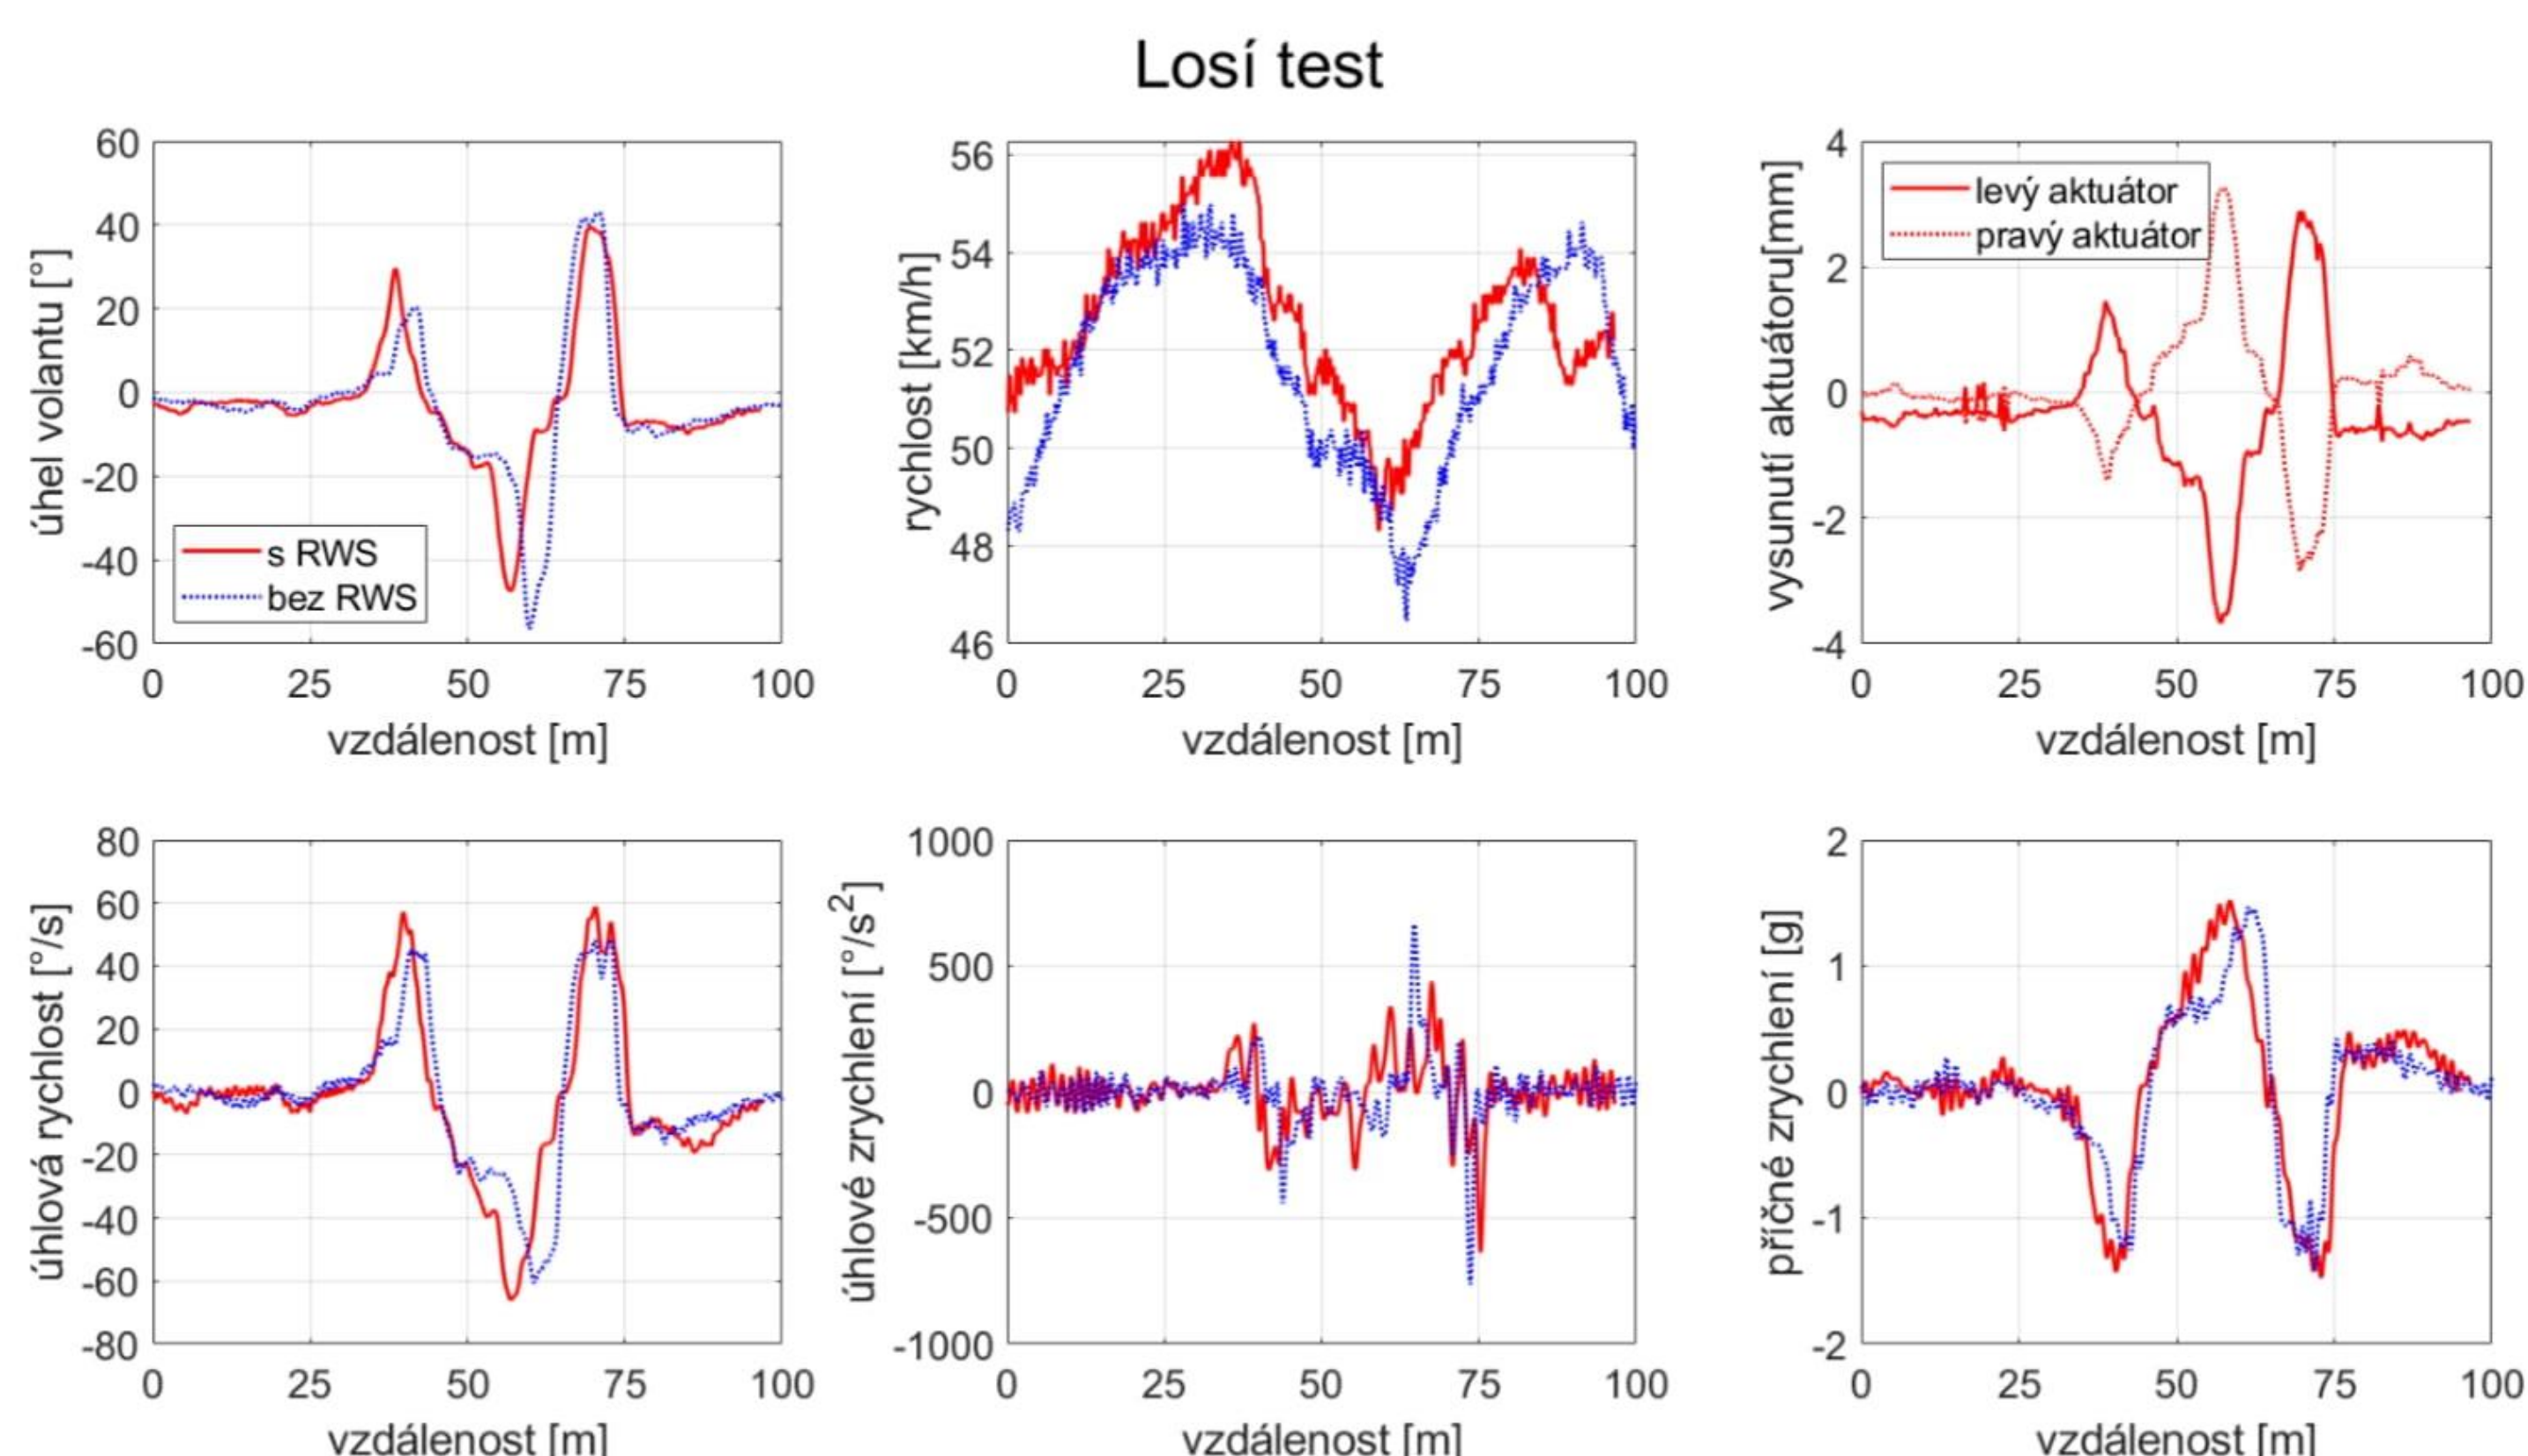 Losí test
60
40
20
0
-20
-40
-60
úhel volantu [°]
s RWS
bez RWS
0 25 50 75 100
vzdálenost [m]
56
54
52
50
48
46
rychlost [km/h]
0 25 50 75 100
vzdálenost [m]
4
2
0
-2
-4
vysunutí aktuátoru[mm]
levý aktuátor
pravý aktuátor
0 25 50 75 100
vzdálenost [m]
80
60
40
20
0
-20
-40
-60
-80
úhlová rychlost [°/s]
0 25 50 75 100
vzdálenost [m]
1000
500
0
-500
-1000
úhlové zrychlení [°/s²]
0 25 50 75 100
vzdálenost [m]
2
1
0
-1
-2
příčné zrychlení [g]
0 25 50 75 100
vzdálenost [m]